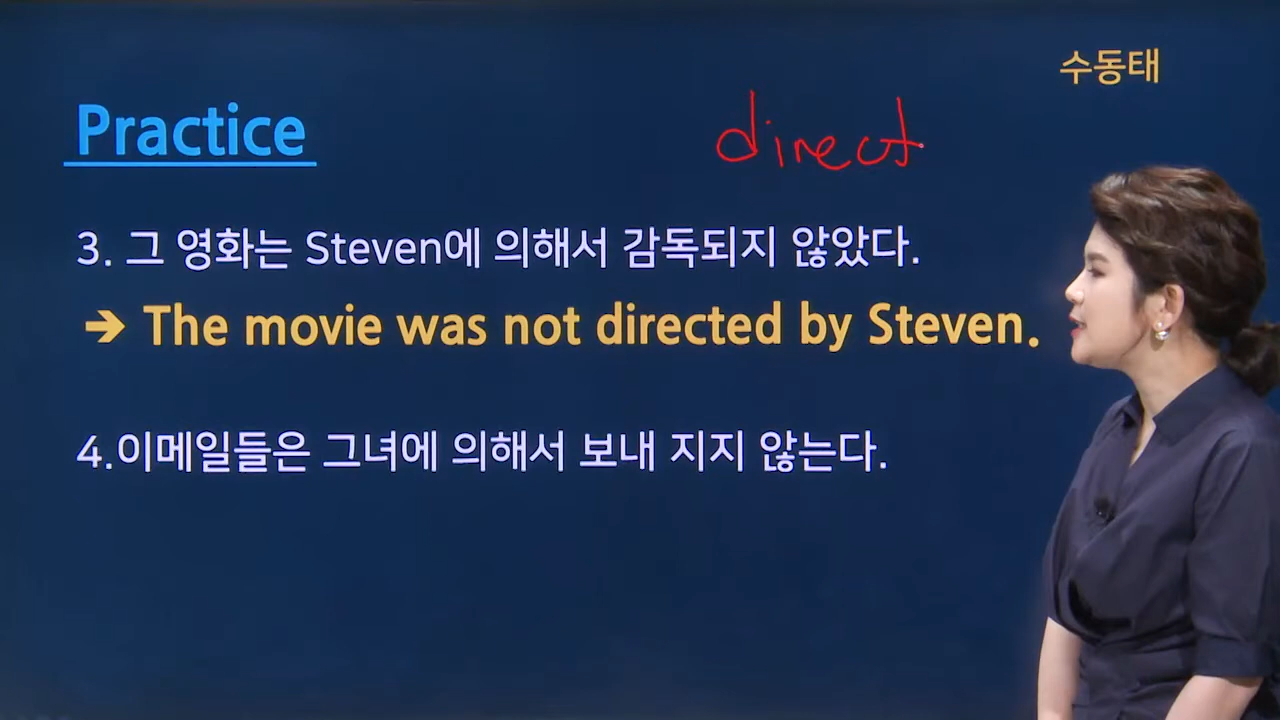 수동태
Practice
direct
3. 그 영화는 Steven에 의해서 감독되지 않았다.
➔ The movie was not directed by Steven.
4.이메일들은 그녀에 의해서 보내 지지 않는다.